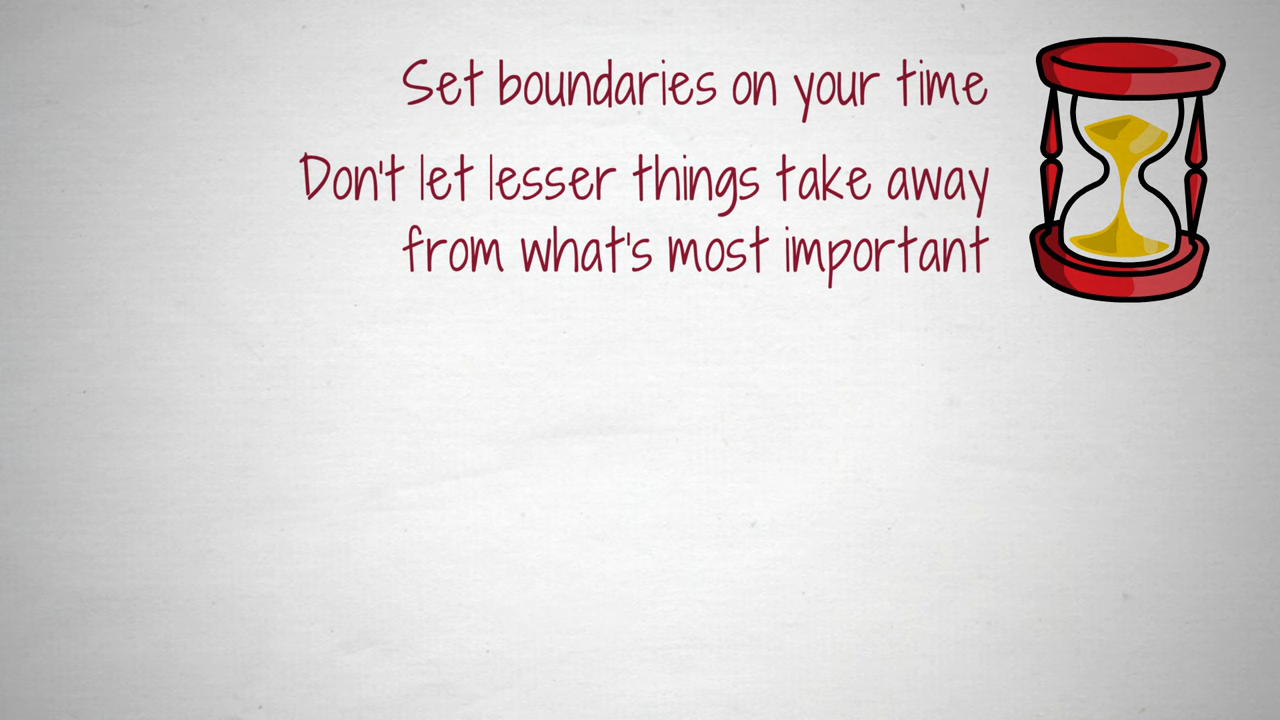 Set boundaries on your time
Don't let lesser things take away
from what's most important